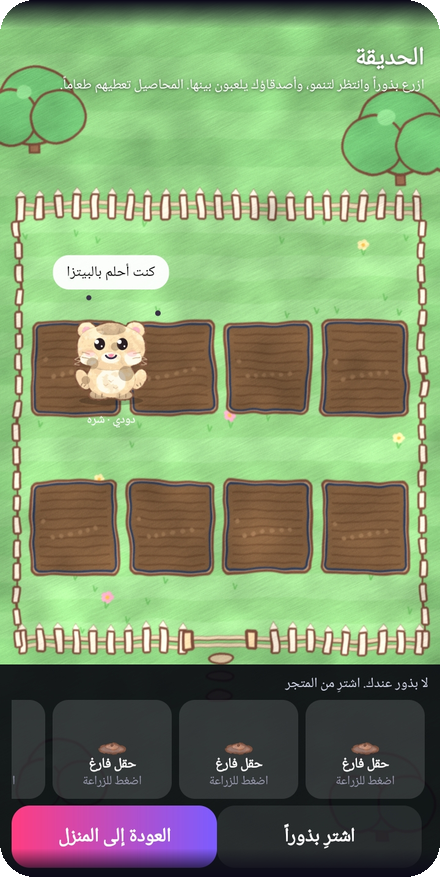 الحديقة
ازرع بذوراً وانتظر لتنمو، وأصدقاؤك يلعبون بينها. المحاصيل تعطيهم طعاماً.
كنت أحلم بالبيتزا
دودي · شره
لا بذور عندك. اشترِ من المتجر
حقل فارغ
اضغط للزراعة
حقل فارغ
اضغط للزراعة
حقل فارغ
اضغط للزراعة
اشترِ بذوراً
العودة إلى المنزل